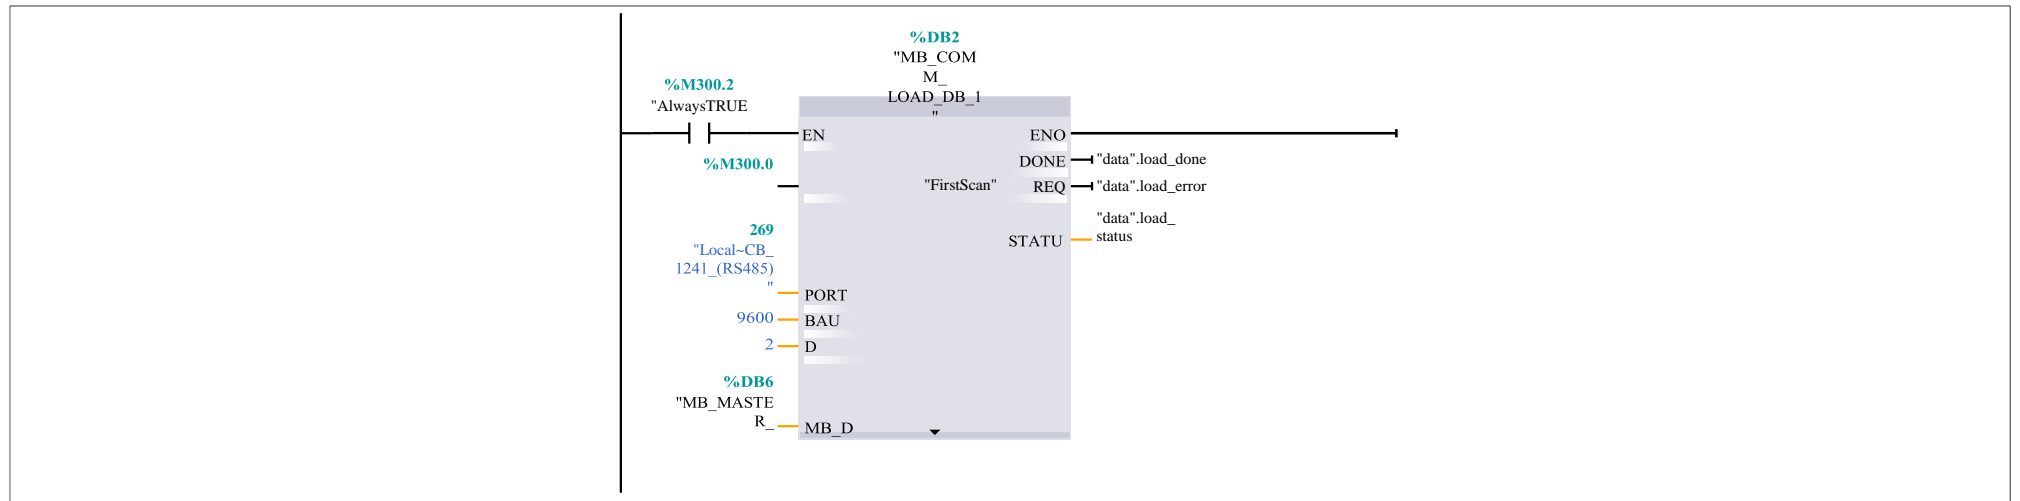 %DB2
"MB_COM
M_
LOAD_DB_1
"
%M300.2
"AlwaysTRUE
EN
ENO
%M300.0
DONE
"data".load_done
"FirstScan"
REQ
"data".load_error
"data".load_
status
STATU
269
"Local~CB_
1241_(RS485)
"
PORT
9600
BAU
2
D
%DB6
"MB_MASTE
R_
MB_D